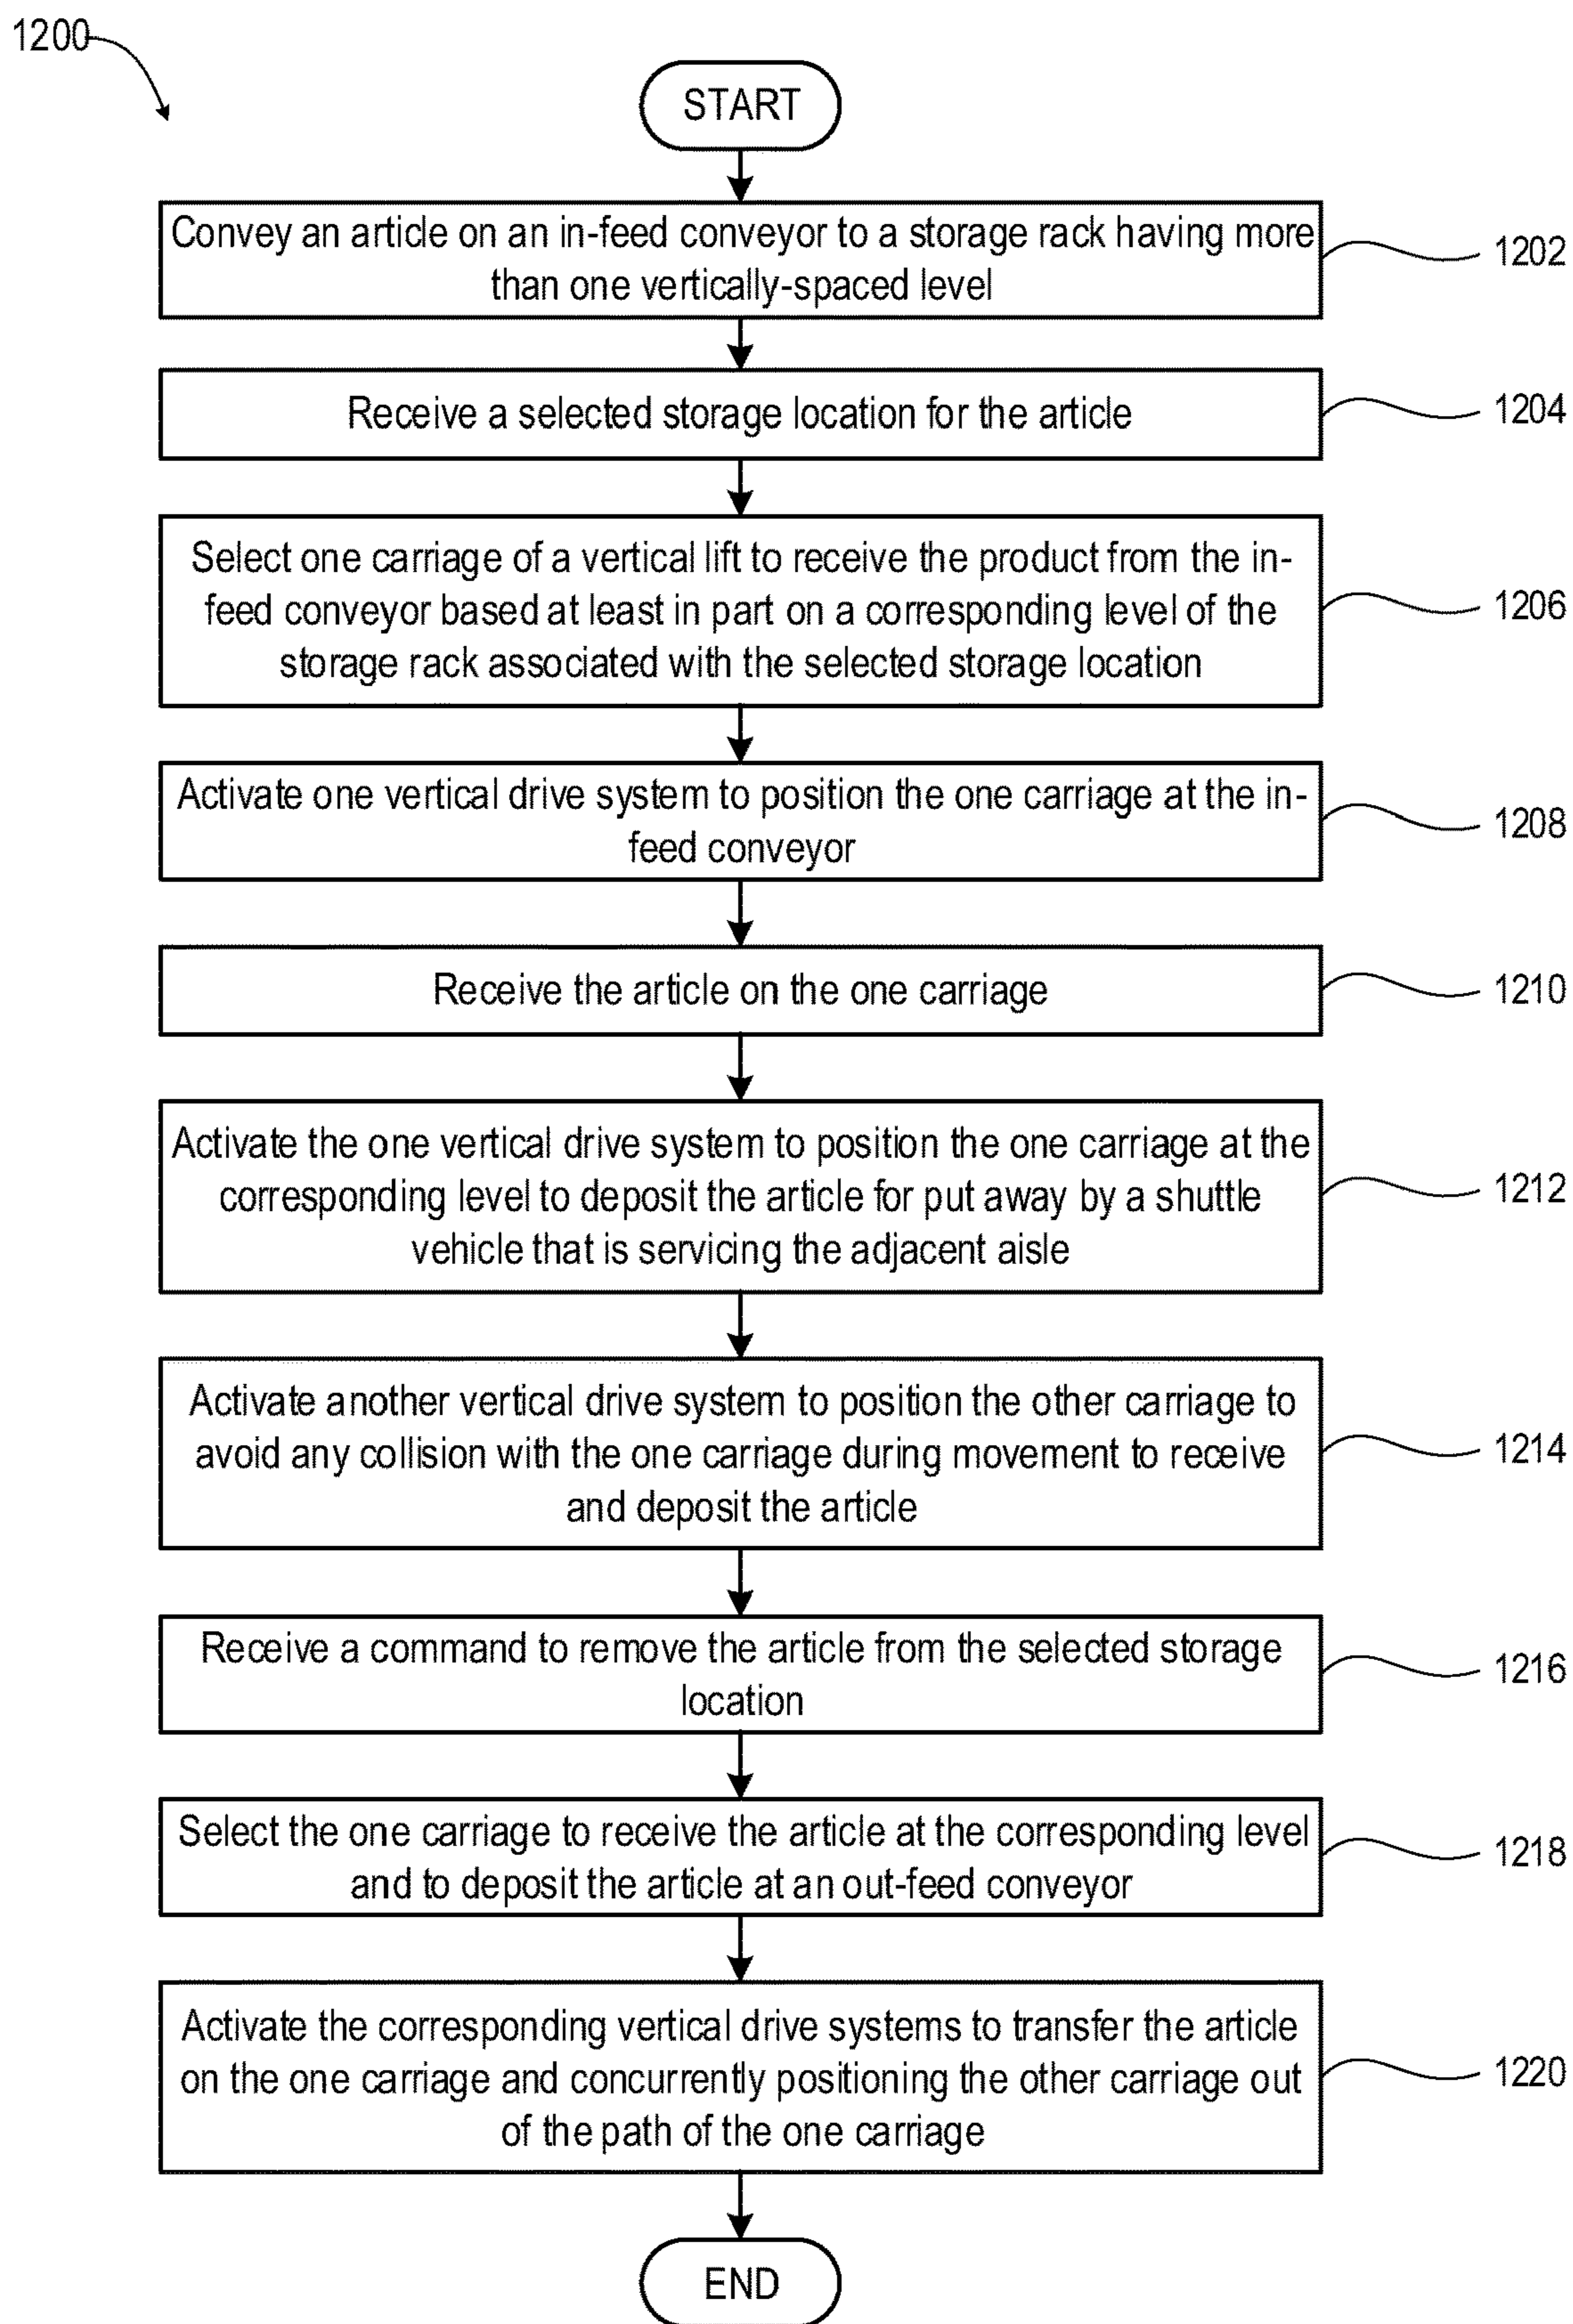 1200
START
Convey an article on an in-feed conveyor to a storage rack having more
than one vertically-spaced level
1202
Receive a selected storage location for the article
1204
Select one carriage of a vertical lift to receive the product from the in-
feed conveyor based at least in part on a corresponding level of the
storage rack associated with the selected storage location
1206
Activate one vertical drive system to position the one carriage at the in-
feed conveyor
1208
Receive the article on the one carriage
1210
Activate the one vertical drive system to position the one carriage at the
corresponding level to deposit the article for put away by a shuttle
vehicle that is servicing the adjacent aisle
1212
Activate another vertical drive system to position the other carriage to
avoid any collision with the one carriage during movement to receive
and deposit the article
1214
Receive a command to remove the article from the selected storage
location
1216
Select the one carriage to receive the article at the corresponding level
and to deposit the article at an out-feed conveyor
1218
Activate the corresponding vertical drive systems to transfer the article
on the one carriage and concurrently positioning the other carriage out
of the path of the one carriage
1220
END